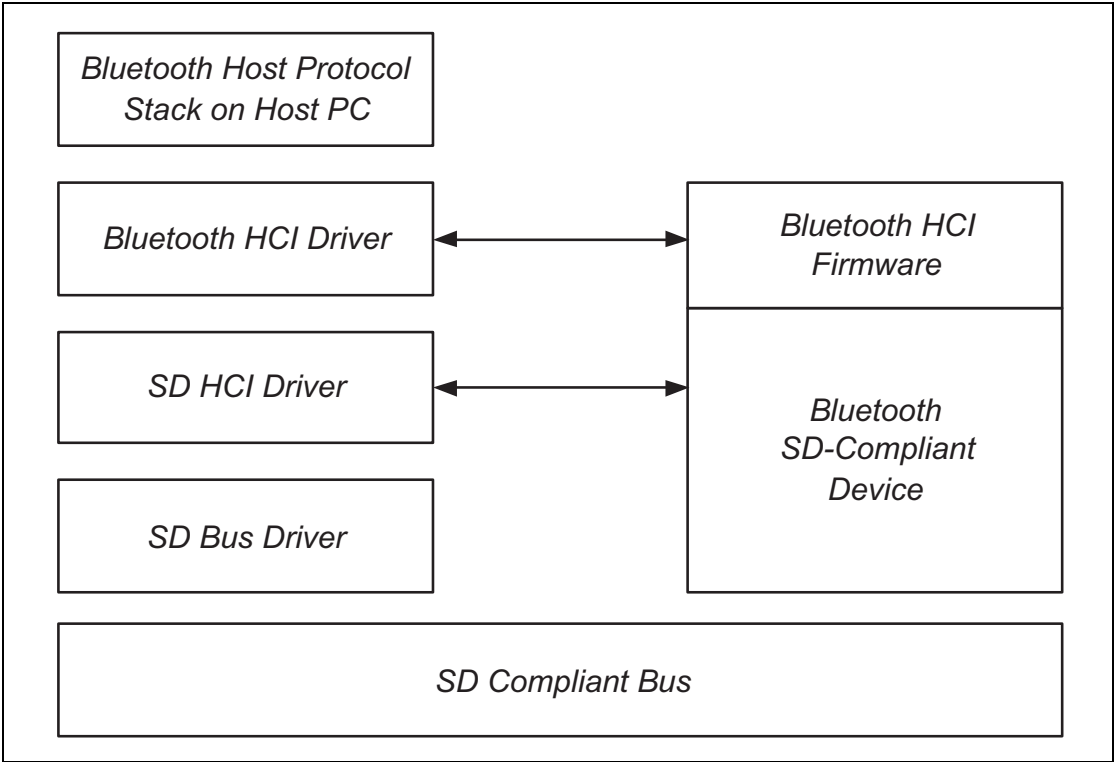 Bluetooth Host Protocol
Stack on Host PC
Bluetooth HCI Driver
Bluetooth HCI
Firmware
SD HCI Driver
Bluetooth
SD-Compliant
Device
SD Bus Driver
SD Compliant Bus